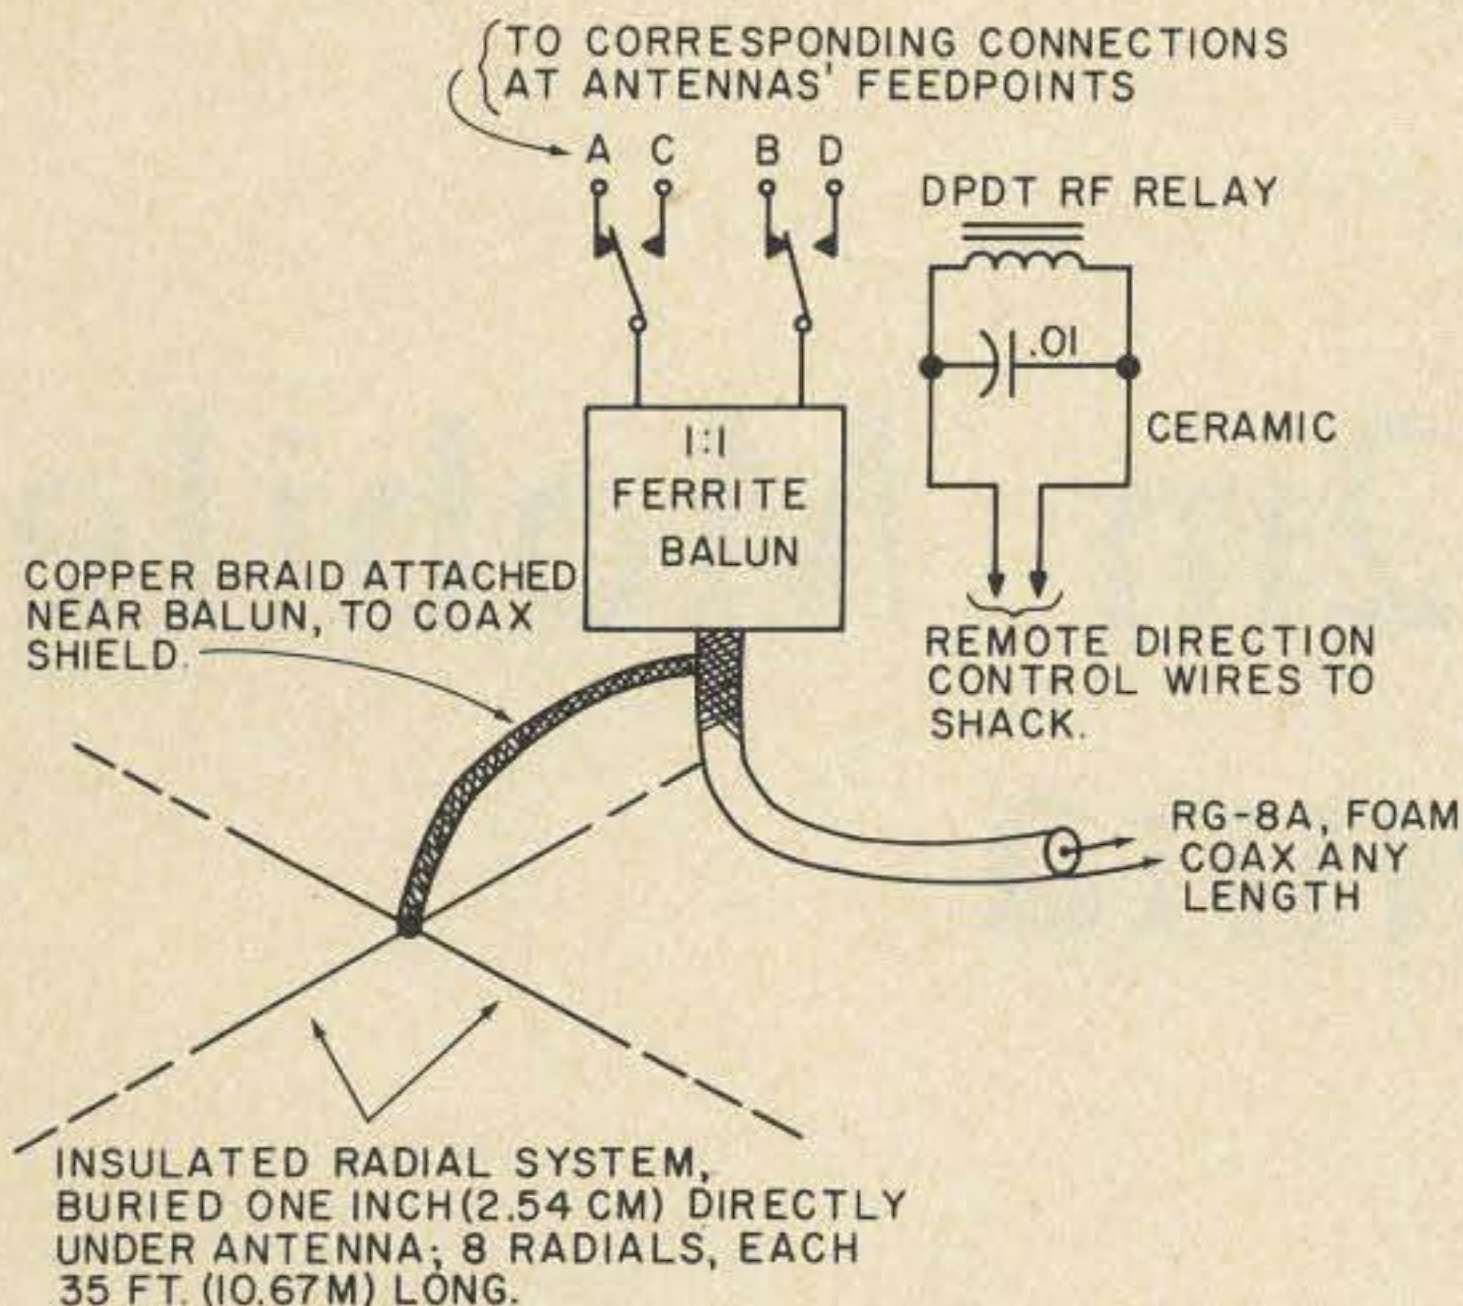 TO CORRESPONDING CONNECTIONS
AT ANTENNAS' FEEDPOINTS
A C B D
DPDT RF RELAY
.01
CERAMIC
1:1
FERRITE
BALUN
COPPER BRAID ATTACHED
NEAR BALUN, TO COAX
SHIELD.
REMOTE DIRECTION
CONTROL WIRES TO
SHACK.
RG-8A, FOAM
COAX ANY
LENGTH
INSULATED RADIAL SYSTEM,
BURIED ONE INCH (2.54 CM) DIRECTLY
UNDER ANTENNA; 8 RADIALS, EACH
35 FT. (10.67M) LONG.